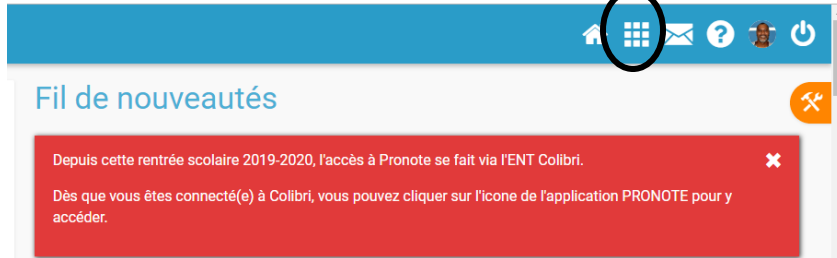 Fil de nouveautés
Depuis cette rentrée scolaire 2019-2020, l'accès à Pronote se fait via l'ENT Colibri.
Dès que vous êtes connecté(e) à Colibri, vous pouvez cliquer sur l'icone de l'application PRONOTE pour y
accéder.